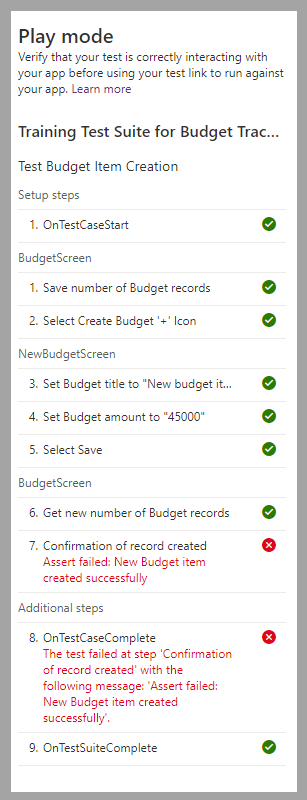 Play mode
Verify that your test is correctly interacting with
your app before using your test link to run against
your app. Learn more
Training Test Suite for Budget Trac...
Test Budget Item Creation
Setup steps
1. OnTestCaseStart
BudgetScreen
1. Save number of Budget records
2. Select Create Budget '+' Icon
NewBudgetScreen
3. Set Budget title to "New budget it...
4. Set Budget amount to "45000"
5. Select Save
BudgetScreen
6. Get new number of Budget records
7. Confirmation of record created
Assert failed: New Budget item
created successfully
Additional steps
8. OnTestCaseComplete
The test failed at step 'Confirmation
of record created' with the
following message: 'Assert failed:
New Budget item created
successfully'.
9. OnTestSuiteComplete